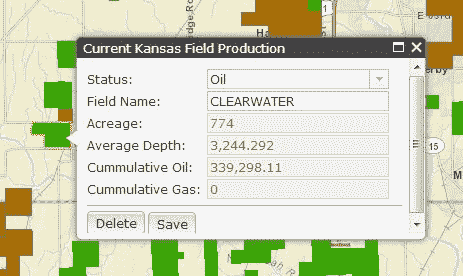 Current Kansas Field Production
Status: Oil
Field Name: CLEARWATER
Acreage: 774
Average Depth: 3,244.292
Cummulative Oil: 339,298.11
Cummulative Gas: 0
Delete Save
15